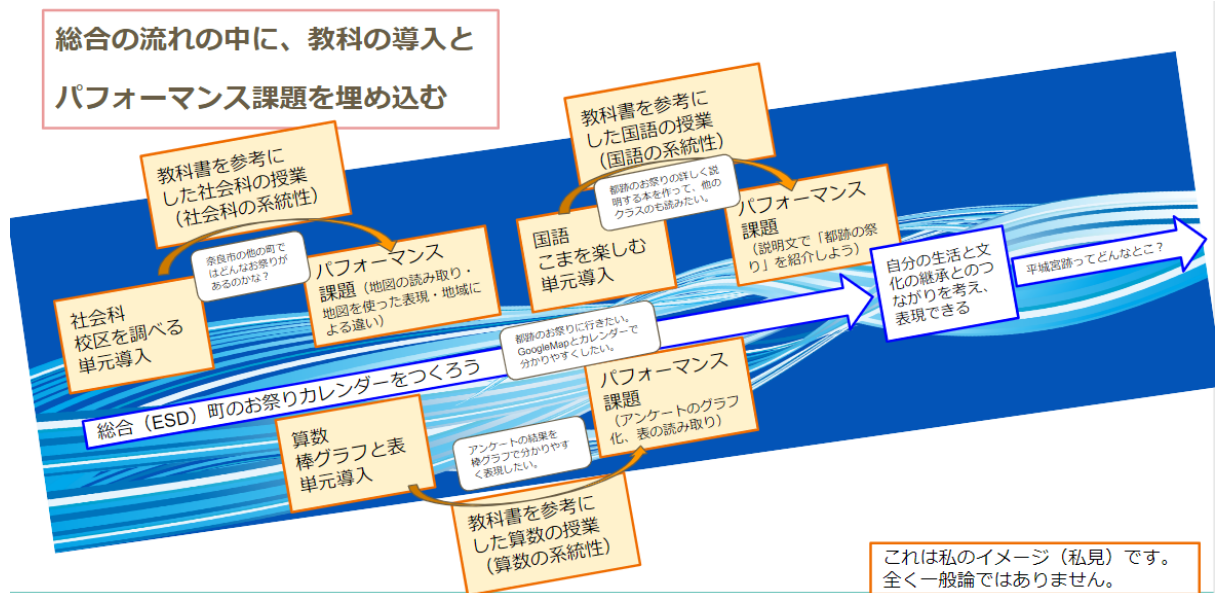 総合の流れの中に、教科の導入と
パフォーマンス課題を埋め込む
教科書を参考に
した社会科の授業
（社会科の系統性）
奈良市の他の町で
はどんなお祭りが
あるのかな？
社会科
校区を調べる
単元導入
パフォーマンス
課題（地図の読み取り・
地図を使った表現・地域に
よる違い）
教科書を参考に
した国語の授業
（国語の系統性）
都跡のお祭りの詳しく説
明する本を作って、他の
クラスのも読みたい。
国語
こまを楽しむ
単元導入
パフォーマンス
課題
（説明文で「都跡の祭
り」を紹介しよう）
総合（ESD）町のお祭りカレンダーをつくろう
都跡のお祭りに行きたい。
GoogleMapとカレンダーで
分かりやすくしたい。
自分の生活と文
化の継承とのつ
ながりを考え、
表現できる
平城宮跡ってどんなとこ？
算数
棒グラフと表
単元導入
アンケートの結果を
棒グラフで分かりやす
く表現したい。
パフォーマンス
課題
（アンケートのグラフ
化、表の読み取り）
教科書を参考に
した算数の授業
（算数の系統性）
これは私のイメージ（私見）です。
全く一般論ではありません。